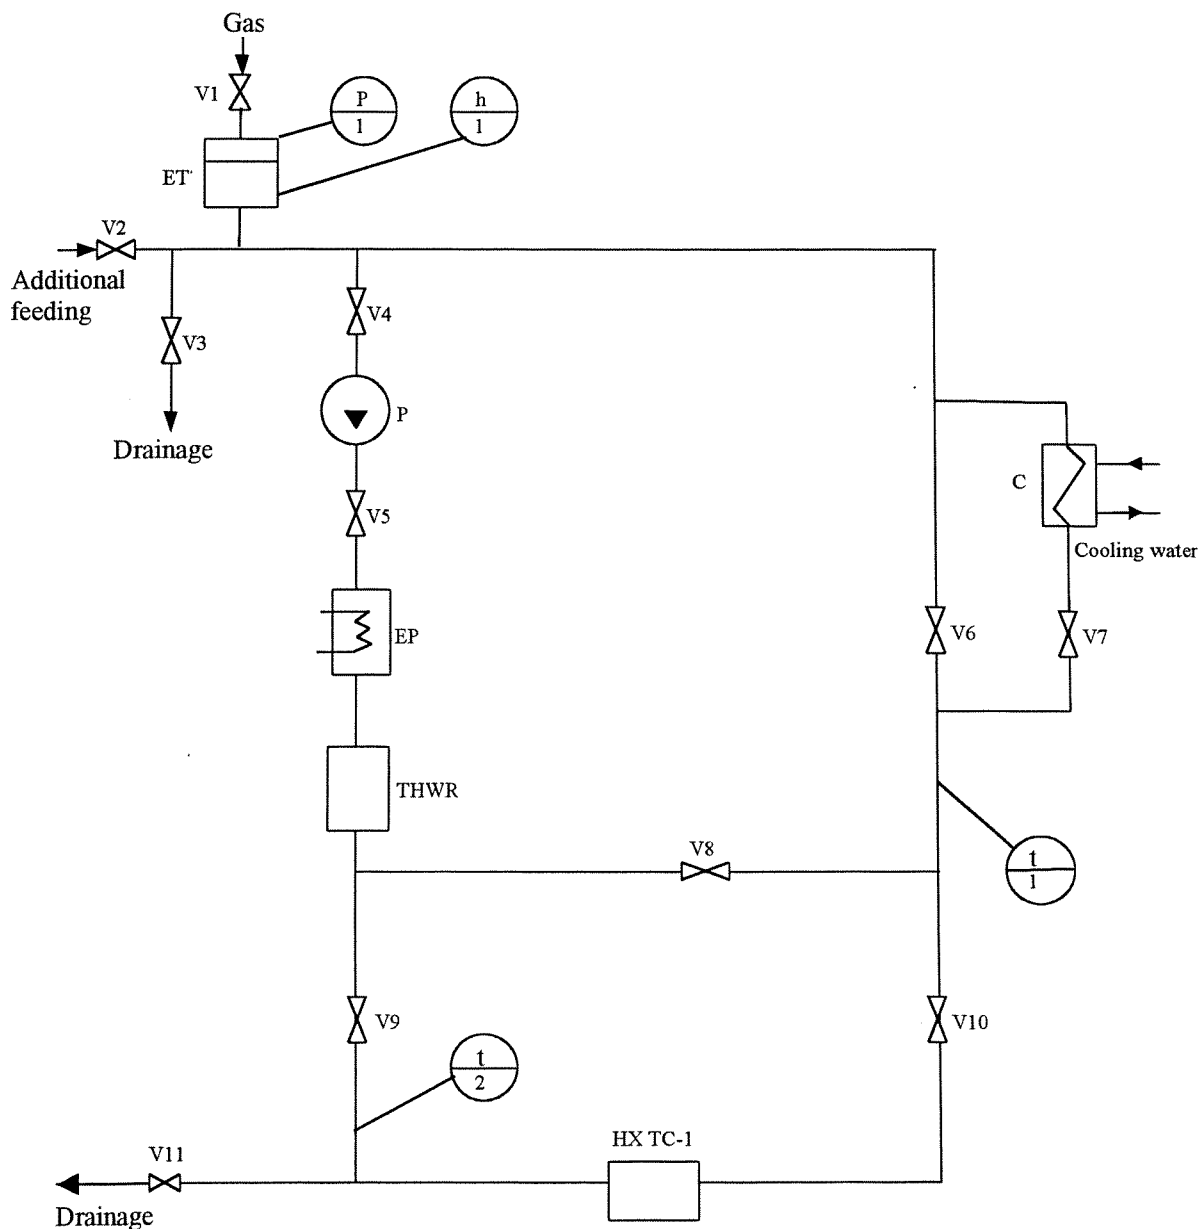 Gas
V1
P
1
h
1
ET
V2
Additional
feeding
V4
V3
P
Drainage
C
V5
Cooling water
EP
V6
V7
THWR
V8
t
1
V9
V10
t
2
HX TC-1
V11
Drainage